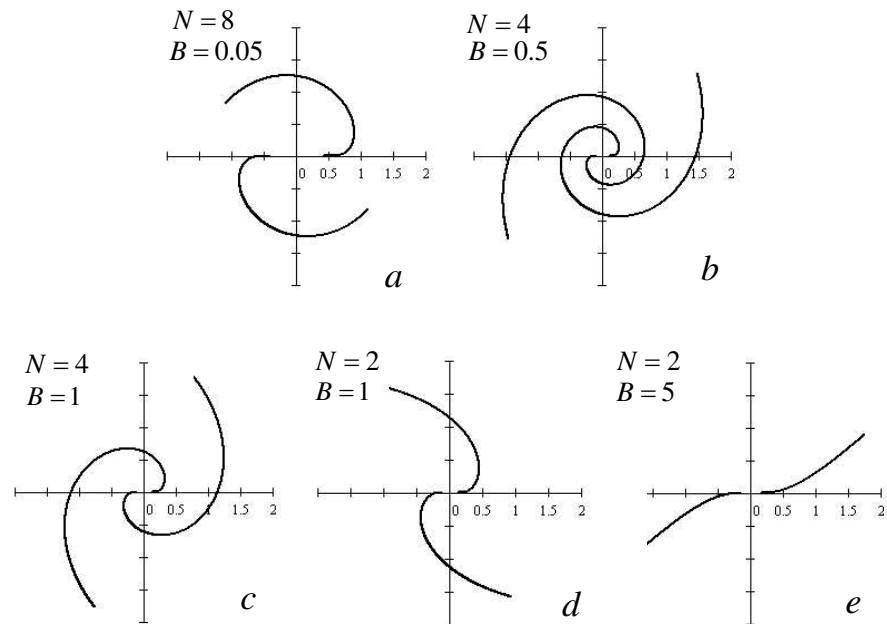 N = 8
B = 0.05
0 0.5 1 1.5 2
a
N = 4
B = 0.5
0 0.5 1 1.5 2
b
N = 4
B = 1
0 0.5 1 1.5 2
c
N = 2
B = 1
0 0.5 1 1.5 2
d
N = 2
B = 5
0 0.5 1 1.5 2
e